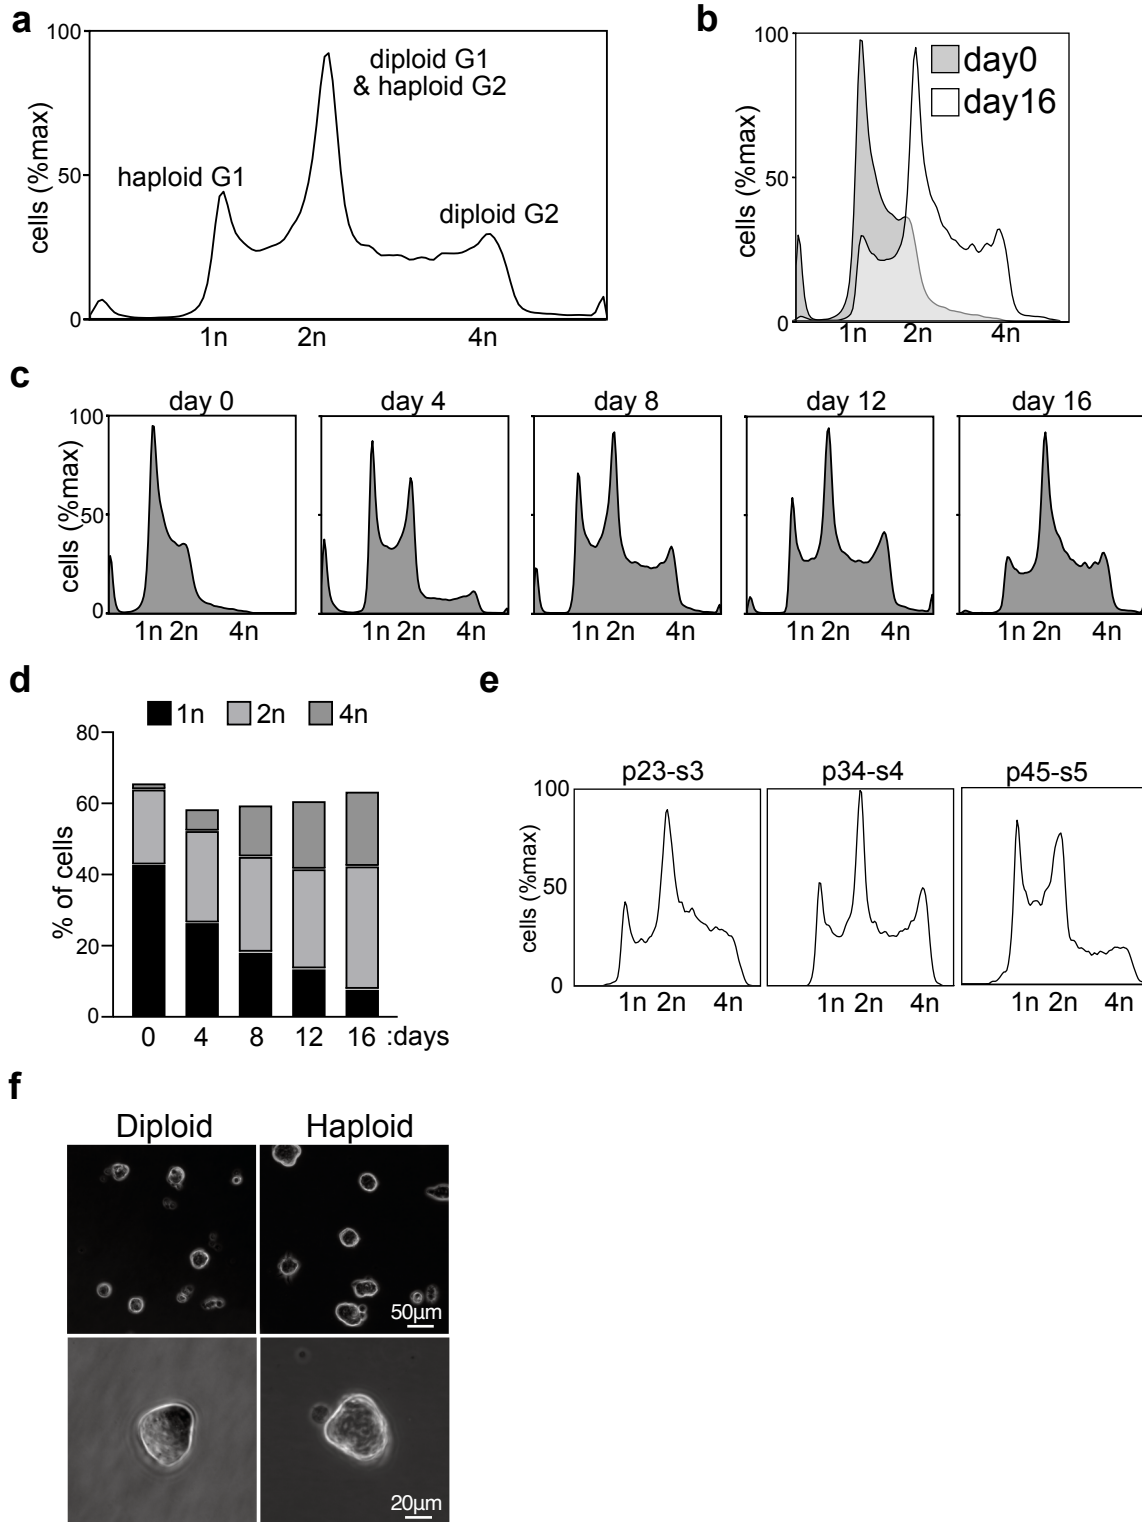 a
100
50
0
cells (%max)
haploid G1
diploid G1
& haploid G2
diploid G2
1n 2n 4n
b
100
50
0
cells (%max)
day0
day16
1n 2n 4n
c
day 0 day 4 day 8 day 12 day 16
100
50
0
cells (%max)
1n 2n 4n 1n 2n 4n 1n 2n 4n 1n 2n 4n 1n 2n 4n
d
1n 2n 4n
80
60
40
20
0
% of cells
0 4 8 12 16 :days
e
p23-s3 p34-s4 p45-s5
100
50
0
cells (%max)
1n 2n 4n 1n 2n 4n 1n 2n 4n
f
Diploid Haploid
50µm
20µm